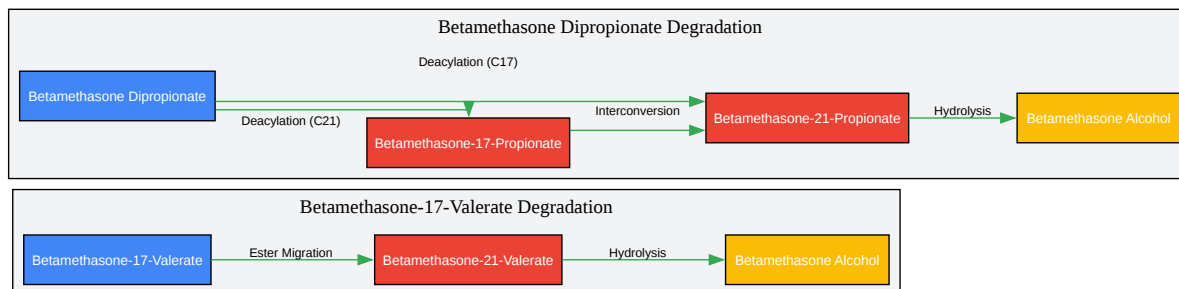 Betamethasone Dipropionate Degradation
Deacylation (C17)
Betamethasone Dipropionate
Deacylation (C21)
Betamethasone-17-Propionate
Interconversion
Betamethasone-21-Propionate
Hydrolysis
Betamethasone Alcohol
Betamethasone-17-Valerate Degradation
Betamethasone-17-Valerate
Ester Migration
Betamethasone-21-Valerate
Hydrolysis
Betamethasone Alcohol